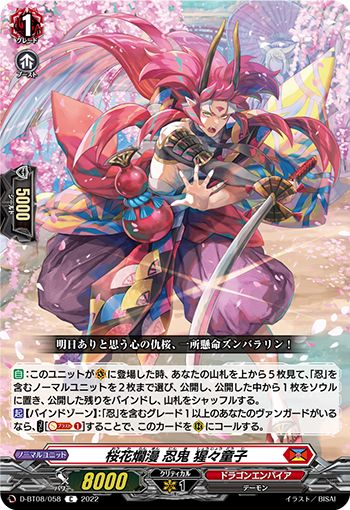 1
グレード
ブースト
シールド
5000
明日ありと思う心の仇桜、一所懸命ズンバラリン！
自：このユニットがRに登場した時、あなたの山札を上から５枚見て、「忍」を
含むノーマルユニットを２枚まで選び、公開し、公開した中から１枚をソウル
に置き、公開した残りをバインドし、山札をシャッフルする。
起【バインドゾーン】：「忍」を含むグレード１以上のあなたのヴァンガードがいる
なら、[ブラスト1]することで、このカードをRにコールする。
ノーマルユニット
桜花爛漫 忍鬼 猩々童子
ドラゴンエンパイア
パワー
8000
クリティカル
1
デーモン
D-BT08/058 C 2022
イラスト／BISAI